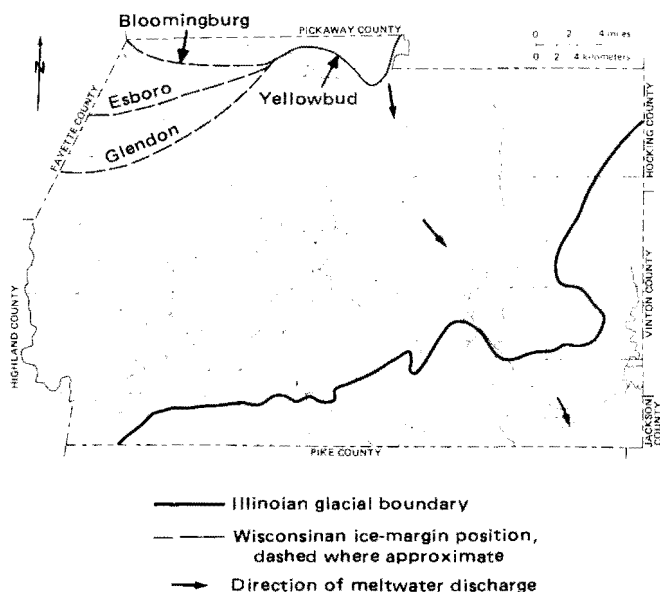 Bloomingburg
PICKAWAY COUNTY
0 2 4 miles
0 2 4 kilometers
N
Esboro
Yellowbud
FAYETTE COUNTY
Glendon
HOCKING COUNTY
HIGHLAND COUNTY
VINTON COUNTY
JACKSON
COUNTY
PIKE COUNTY
Illinoian glacial boundary
Wisconsinan ice-margin position,
dashed where approximate
Direction of meltwater discharge